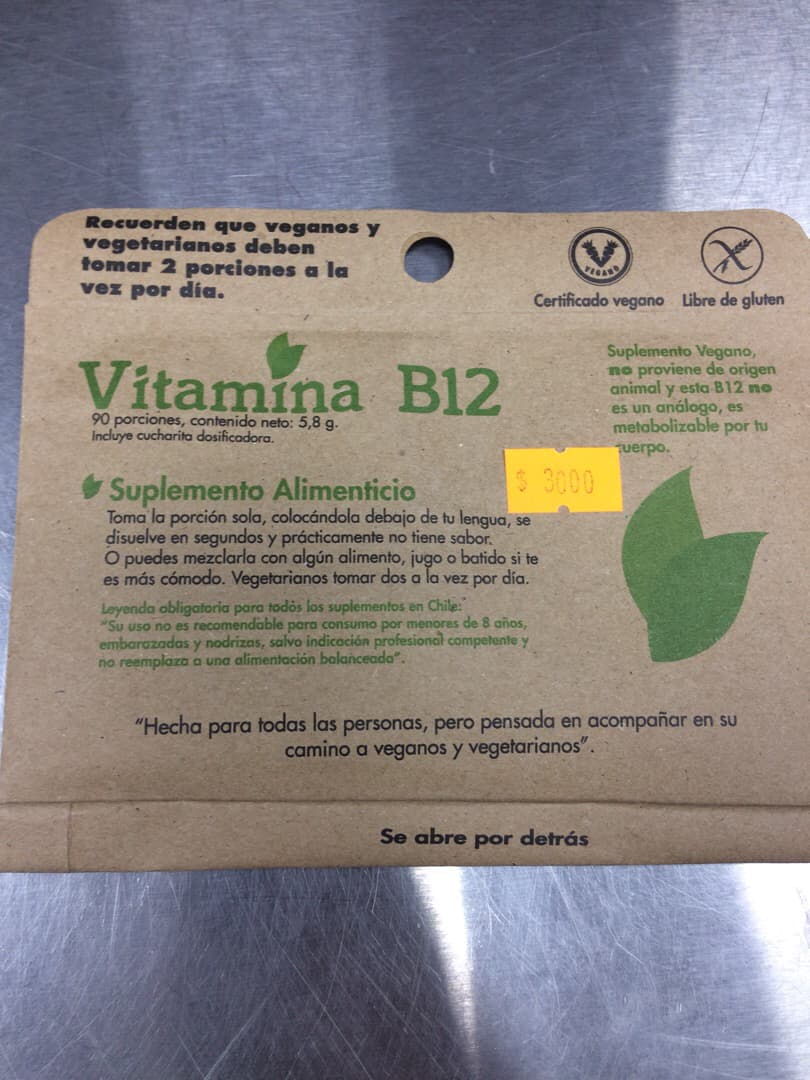 Recuerden que veganos y
vegetarianos deben
tomar 2 porciones a la
vez por día.
VEGANO
Certificado vegano
Libre de gluten
Vitamina B12
90 porciones, contenido neto: 5,8 g.
Incluye cucharita dosificadora.
Suplemento Vegano,
no proviene de origen
animal y esta B12 no
es un análogo, es
metabolizable por tu
cuerpo.
$ 3000
Suplemento Alimenticio
Toma la porción sola, colocándola debajo de tu lengua, se
disuelve en segundos y prácticamente no tiene sabor.
O puedes mezclarla con algún alimento, jugo o batido si te
es más cómodo. Vegetarianos tomar dos a la vez por día.
Leyenda obligatoria para todos los suplementos en Chile:
"Su uso no es recomendable para consumo por menores de 8 años,
embarazadas y nodrizas, salvo indicación profesional competente y
no reemplaza a una alimentación balanceada".
"Hecha para todas las personas, pero pensada en acompañar en su
camino a veganos y vegetarianos".
Se abre por detrás